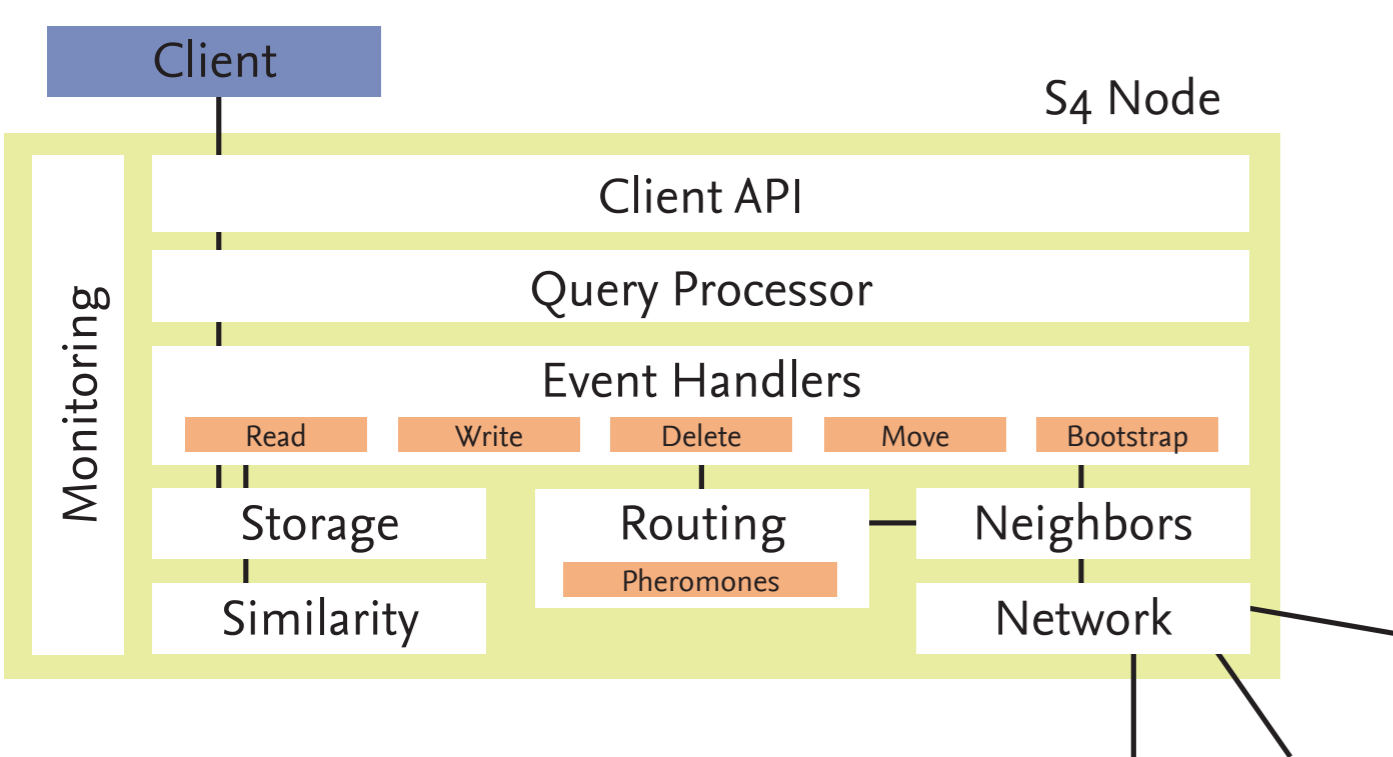 Client
S4 Node
Monitoring
Client API
Query Processor
Event Handlers
Read
Write
Delete
Move
Bootstrap
Storage
Routing
Neighbors
Pheromones
Similarity
Network